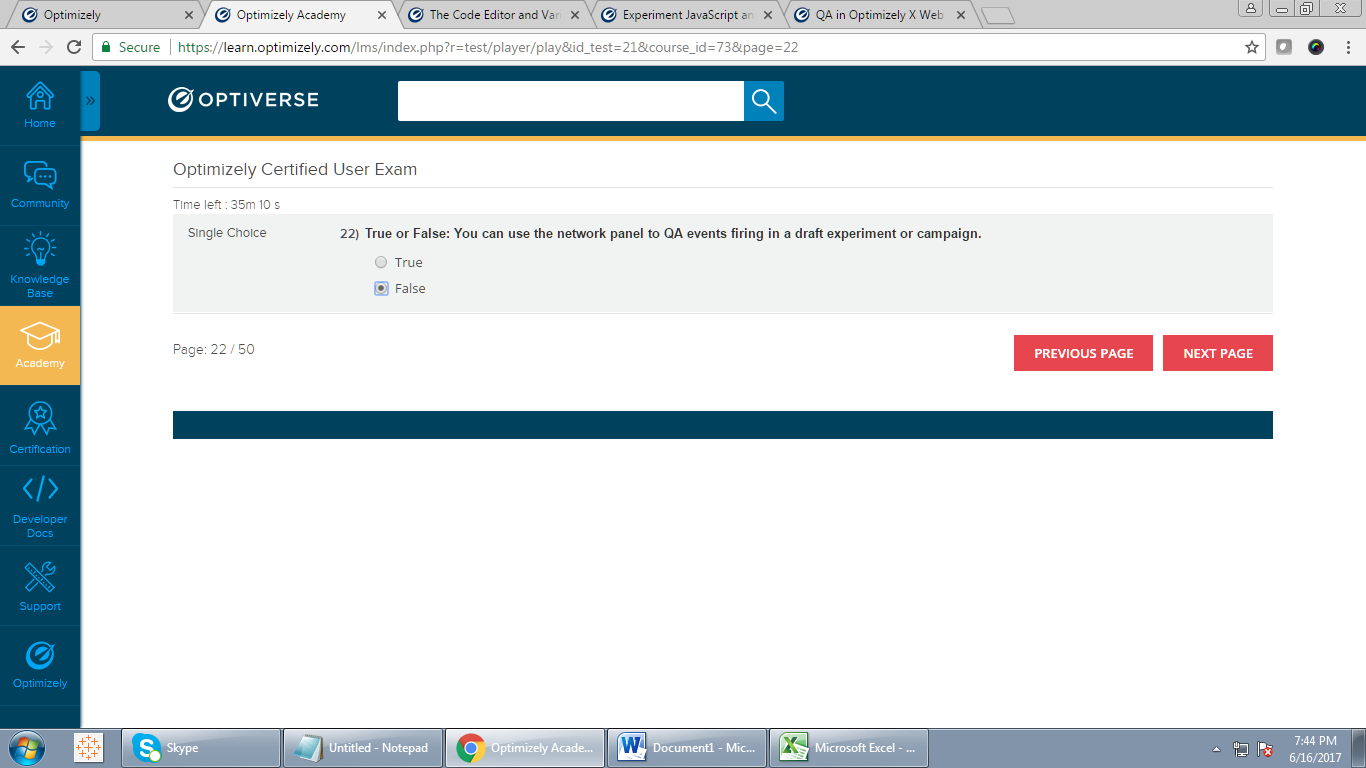 Optimizely
Optimizely Academy
The Code Editor and Vari
Experiment JavaScript an
QA in Optimizely X Web
Secure
https://learn.optimizely.com/lms/index.php?r=test/player/play&id_test=21&course_id=73&page=22
Home
»
OPTIVERSE
Community
Knowledge
Base
Academy
Certification
Developer
Docs
Support
Optimizely
Optimizely Certified User Exam
Time left : 35m 10 s
Single Choice
22) True or False: You can use the network panel to QA events firing in a draft experiment or campaign.
True
False
Page: 22 / 50
PREVIOUS PAGE
NEXT PAGE
Skype
Untitled - Notepad
Optimizely Acade...
Document1 - Mic...
Microsoft Excel - ...
7:44 PM
6/16/2017